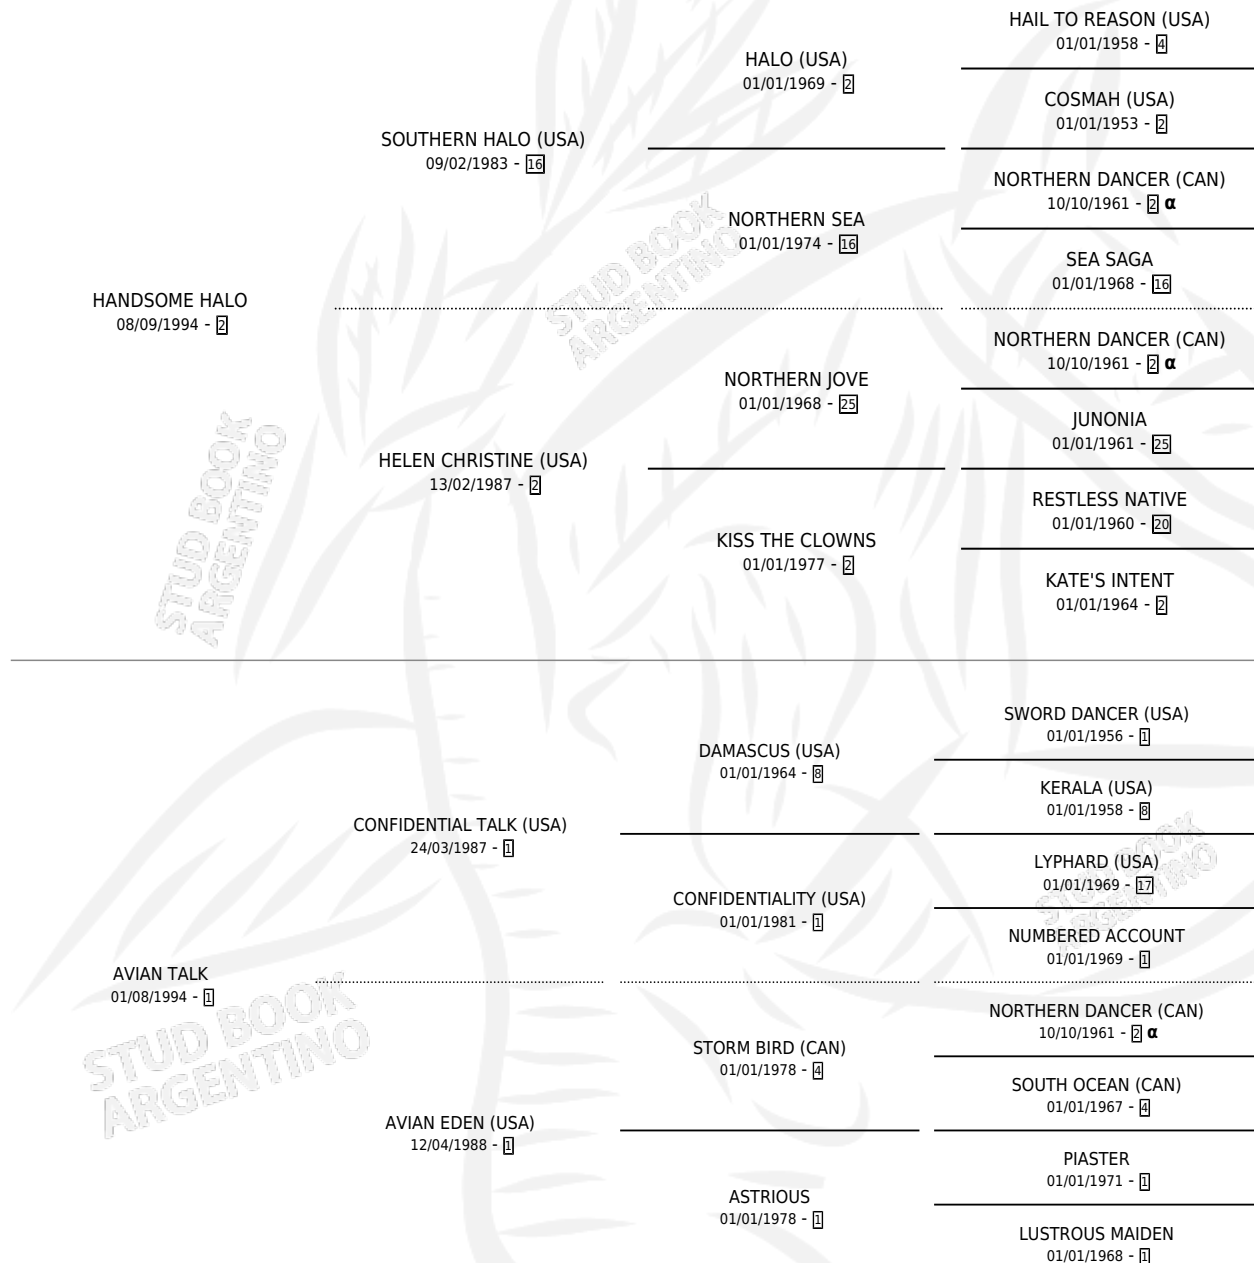 HAIL TO REASON (USA)
01/01/1958 - 4
HALO (USA)
01/01/1969 - 2
COSMAH (USA)
01/01/1953 - 2
SOUTHERN HALO (USA)
09/02/1983 - 16
NORTHERN DANCER (CAN)
10/10/1961 - 2 α
NORTHERN SEA
01/01/1974 - 16
SEA SAGA
01/01/1968 - 16
HANDSOME HALO
08/09/1994 - 2
NORTHERN DANCER (CAN)
10/10/1961 - 2 α
NORTHERN JOVE
01/01/1968 - 25
JUNONIA
01/01/1961 - 25
HELEN CHRISTINE (USA)
13/02/1987 - 2
RESTLESS NATIVE
01/01/1960 - 20
KISS THE CLOWNS
01/01/1977 - 2
KATE'S INTENT
01/01/1964 - 2
SWORD DANCER (USA)
01/01/1956 - 1
DAMASCUS (USA)
01/01/1964 - 8
KERALA (USA)
01/01/1958 - 8
CONFIDENTIAL TALK (USA)
24/03/1987 - 1
LYPHARD (USA)
01/01/1969 - 17
CONFIDENTIALITY (USA)
01/01/1981 - 1
NUMBERED ACCOUNT
01/01/1969 - 1
AVIAN TALK
01/08/1994 - 1
NORTHERN DANCER (CAN)
10/10/1961 - 2 α
STORM BIRD (CAN)
01/01/1978 - 4
SOUTH OCEAN (CAN)
01/01/1967 - 4
AVIAN EDEN (USA)
12/04/1988 - 1
PIASTER
01/01/1971 - 1
ASTRIOUS
01/01/1978 - 1
LUSTROUS MAIDEN
01/01/1968 - 1
STUD BOOK
ARGENTINO
STUD BOOK
ARGENTINO
STUD BOOK
ARGENTINO
STUD BOOK
ARGENTINO